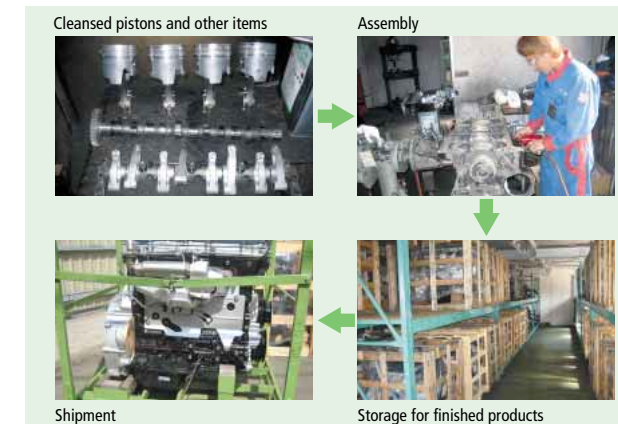 Cleansed pistons and other items
Assembly
Shipment
Storage for finished products